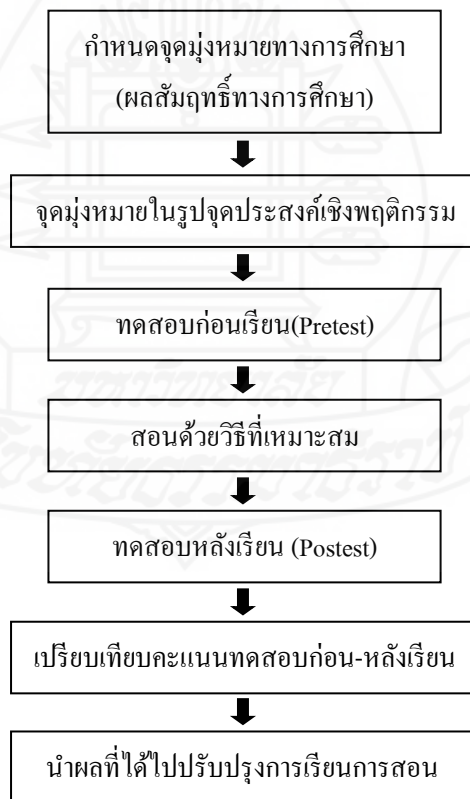 กำหนดจุดมุ่งหมายทางการศึกษา
(ผลสัมฤทธิ์ทางการศึกษา)
จุดมุ่งหมายในรูปจุดประสงค์เชิงพฤติกรรม
ทดสอบก่อนเรียน(Pretest)
สอนด้วยวิธีที่เหมาะสม
ทดสอบหลังเรียน (Postest)
เปรียบเทียบคะแนนทดสอบก่อน-หลังเรียน
นำผลที่ได้ไปปรับปรุงการเรียนการสอน